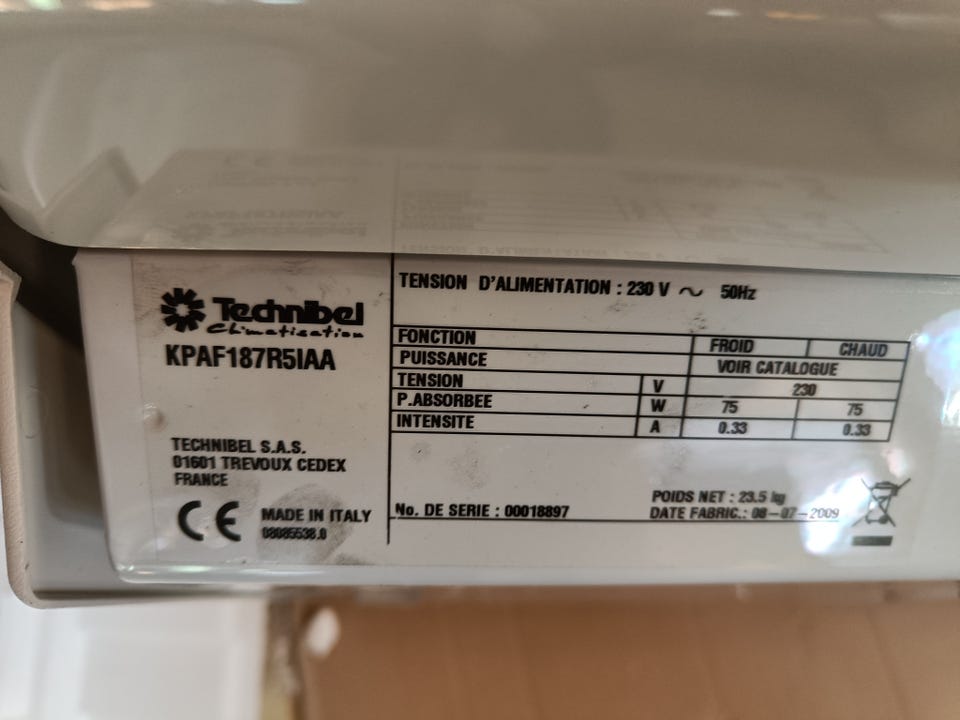 Technibel
Climatisation
KPAF187R5IAA
TECHNIBEL S.A.S.
01601 TREVOUX CEDEX
FRANCE
CE MADE IN ITALY
08085538.0
TENSION D'ALIMENTATION : 230 V ~ 50Hz
FONCTION FROID CHAUD
PUISSANCE VOIR CATALOGUE
TENSION V 230
P.ABSORBEE W 75 75
INTENSITE A 0.33 0.33
No. DE SERIE : 00018897
POIDS NET : 23.5 kg
DATE FABRIC.: 08-07-2009